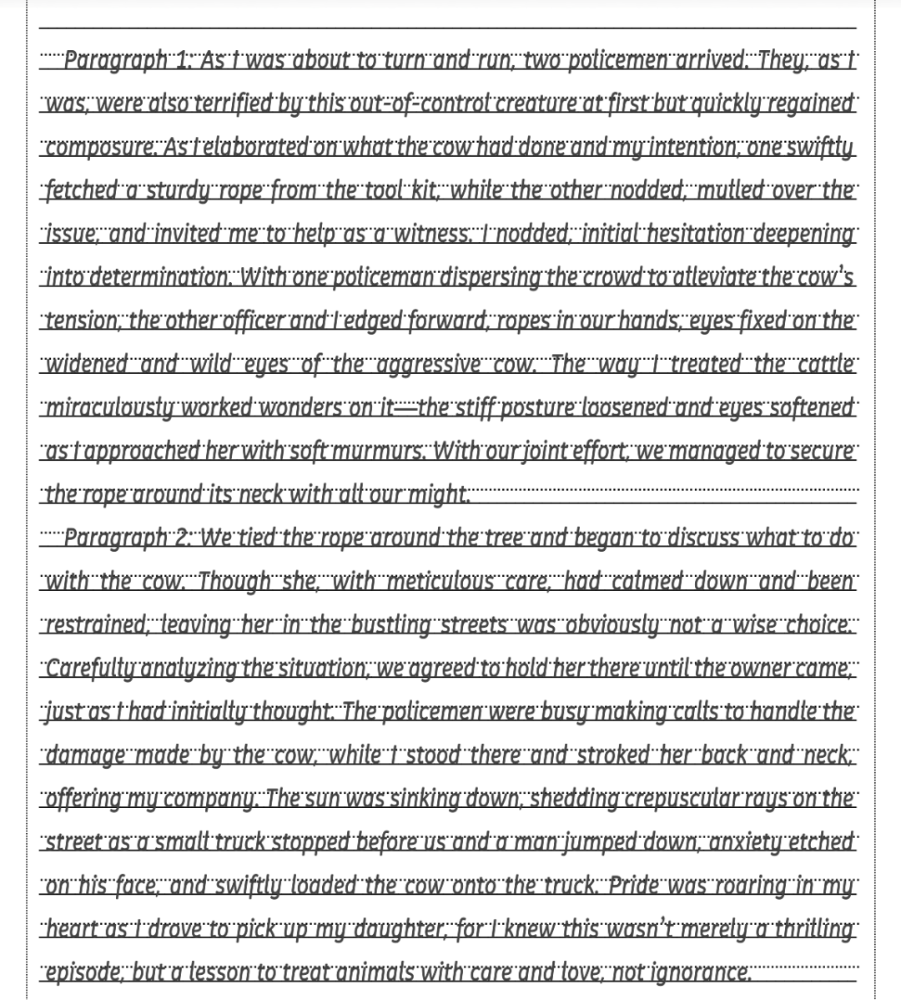 Paragraph 1: As I was about to turn and run, two policemen arrived. They, as I
was, were also terrified by this out-of-control creature at first but quickly regained
composure. As I elaborated on what the cow had done and my intention, one swiftly
fetched a sturdy rope from the tool kit, while the other nodded, mulled over the
issue, and invited me to help as a witness. I nodded, initial hesitation deepening
into determination. With one policeman dispersing the crowd to alleviate the cow's
tension, the other officer and I edged forward, ropes in our hands, eyes fixed on the
widened and wild eyes of the aggressive cow. The way I treated the cattle
miraculously worked wonders on it—the stiff posture loosened and eyes softened
as I approached her with soft murmurs. With our joint effort, we managed to secure
the rope around its neck with all our might.
Paragraph 2: We tied the rope around the tree and began to discuss what to do
with the cow. Though she, with meticulous care, had calmed down and been
restrained, leaving her in the bustling streets was obviously not a wise choice.
Carefully analyzing the situation, we agreed to hold her there until the owner came,
just as I had initially thought. The policemen were busy making calls to handle the
damage made by the cow, while I stood there and stroked her back and neck,
offering my company. The sun was sinking down, shedding crepuscular rays on the
street as a small truck stopped before us and a man jumped down, anxiety etched
on his face, and swiftly loaded the cow onto the truck. Pride was roaring in my
heart as I drove to pick up my daughter, for I knew this wasn't merely a thrilling
episode, but a lesson to treat animals with care and love, not ignorance.